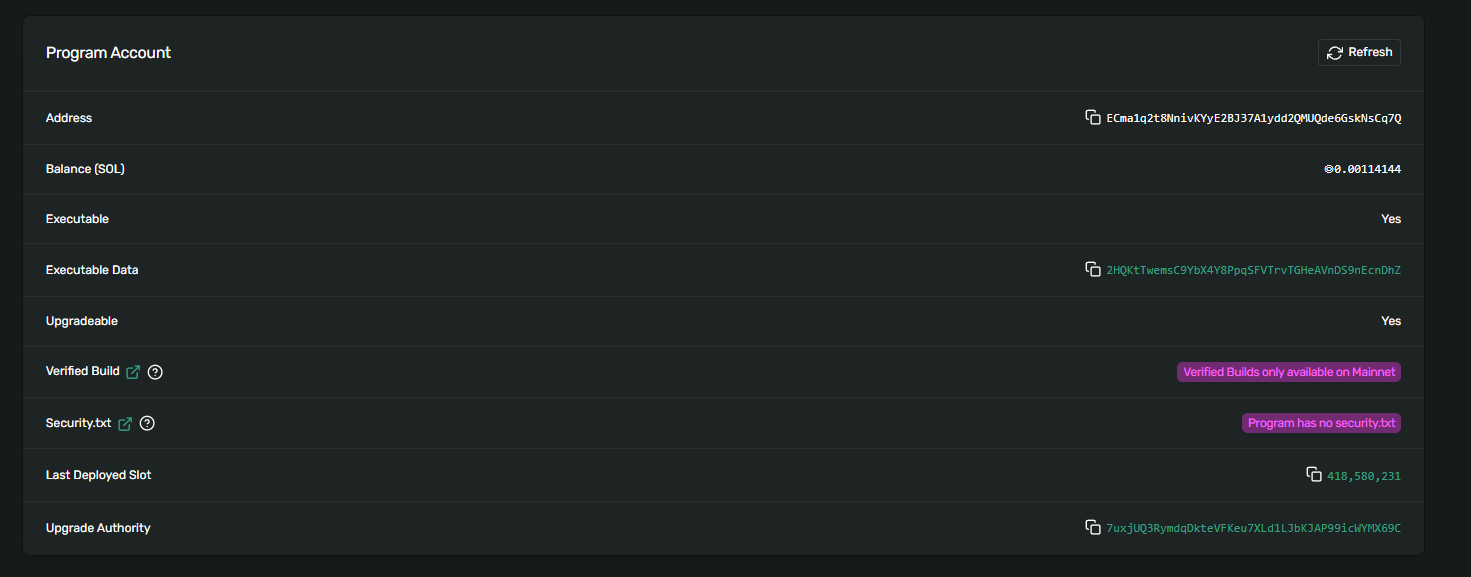 Program Account
Refresh
Address
ECma1q2t8NnivKYyE2BJ37A1ydd2QMUQde6GskNsCq7Q
Balance (SOL)
◎0.00114144
Executable
Yes
Executable Data
2HQKtTwemsC9YbX4Y8PpqSFVTrvTGHeAVnDS9nEcnDhZ
Upgradeable
Yes
Verified Build
Verified Builds only available on Mainnet
Security.txt
Program has no security.txt
Last Deployed Slot
418,580,231
Upgrade Authority
7uxjUQ3RymdqDkteVFKeu7XLd1LJbKJAP99icWYMX69C